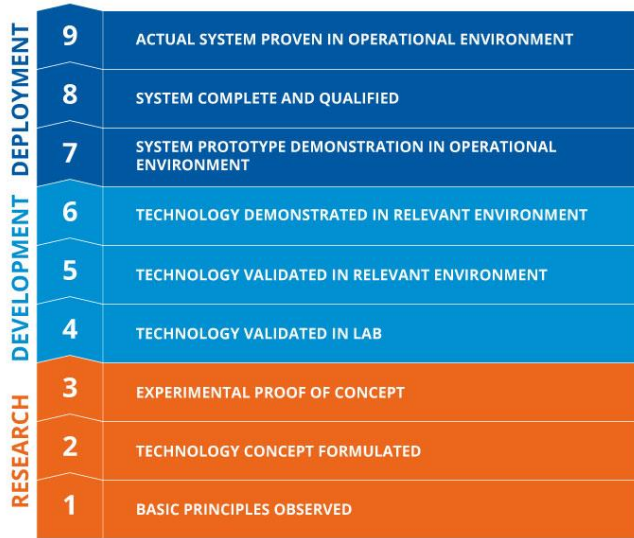 DEPLOYMENT
9 ACTUAL SYSTEM PROVEN IN OPERATIONAL ENVIRONMENT
8 SYSTEM COMPLETE AND QUALIFIED
7 SYSTEM PROTOTYPE DEMONSTRATION IN OPERATIONAL
ENVIRONMENT
DEVELOPMENT
6 TECHNOLOGY DEMONSTRATED IN RELEVANT ENVIRONMENT
5 TECHNOLOGY VALIDATED IN RELEVANT ENVIRONMENT
4 TECHNOLOGY VALIDATED IN LAB
RESEARCH
3 EXPERIMENTAL PROOF OF CONCEPT
2 TECHNOLOGY CONCEPT FORMULATED
1 BASIC PRINCIPLES OBSERVED